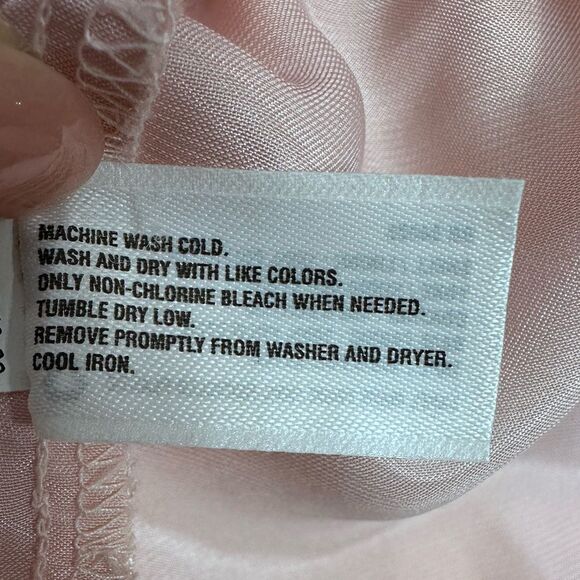 MACHINE WASH COLD.
WASH AND DRY WITH LIKE COLORS.
ONLY NON-CHLORINE BLEACH WHEN NEEDED.
TUMBLE DRY LOW.
REMOVE PROMPTLY FROM WASHER AND DRYER.
COOL IRON.